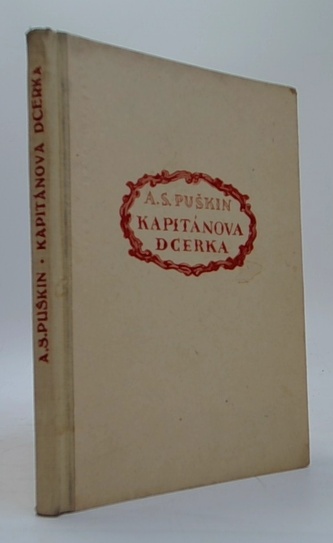 A.S.PUŠKIN • KAPITÁNOVA DCERKA
A.S.PUŠKIN
KAPITÁNOVA
DCERKA